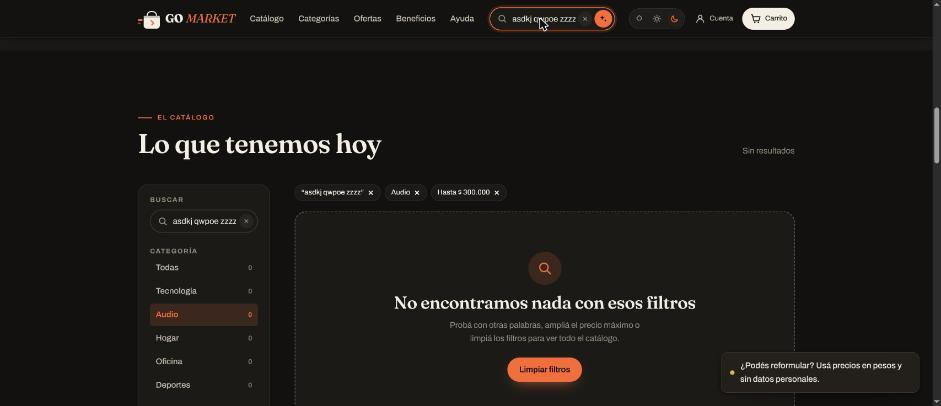 GO MARKET
Catálogo
Categorías
Ofertas
Beneficios
Ayuda
asdkj qwpoe zzzz
Cuenta
Carrito
EL CATÁLOGO
Lo que tenemos hoy
Sin resultados
BUSCAR
asdkj qwpoe zzzz
CATEGORÍA
Todas 0
Tecnología 0
Audio 0
Hogar 0
Oficina 0
Deportes 0
"asdkj qwpoe zzzz" ×
Audio ×
Hasta $ 300.000 ×
No encontramos nada con esos filtros
Probá con otras palabras, ampliá el precio máximo o
limpiá los filtros para ver todo el catálogo.
Limpiar filtros
¿Podés reformular? Usá precios en pesos y
sin datos personales.